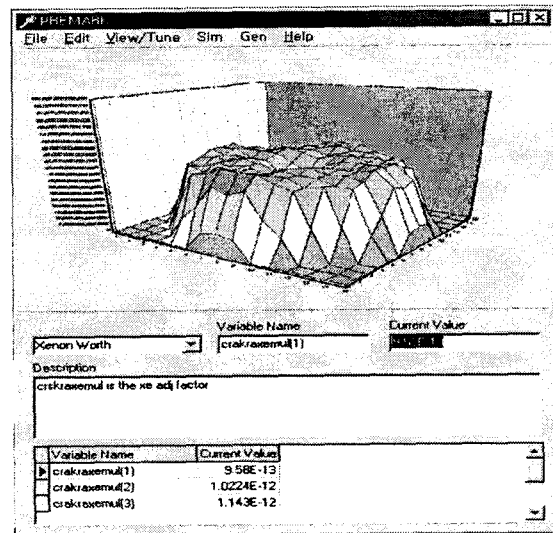 File Edit View/Tune Sim Gen Help
Variable Name Current Value
Xenon Worth crakraxemul(1)
Description
crskraxemul is the xe adj factor
Variable Name Current Value
crakraxemul(1) 9.58E-13
crakraxemul(2) 1.0224E-12
crakraxemul(3) 1.143E-12